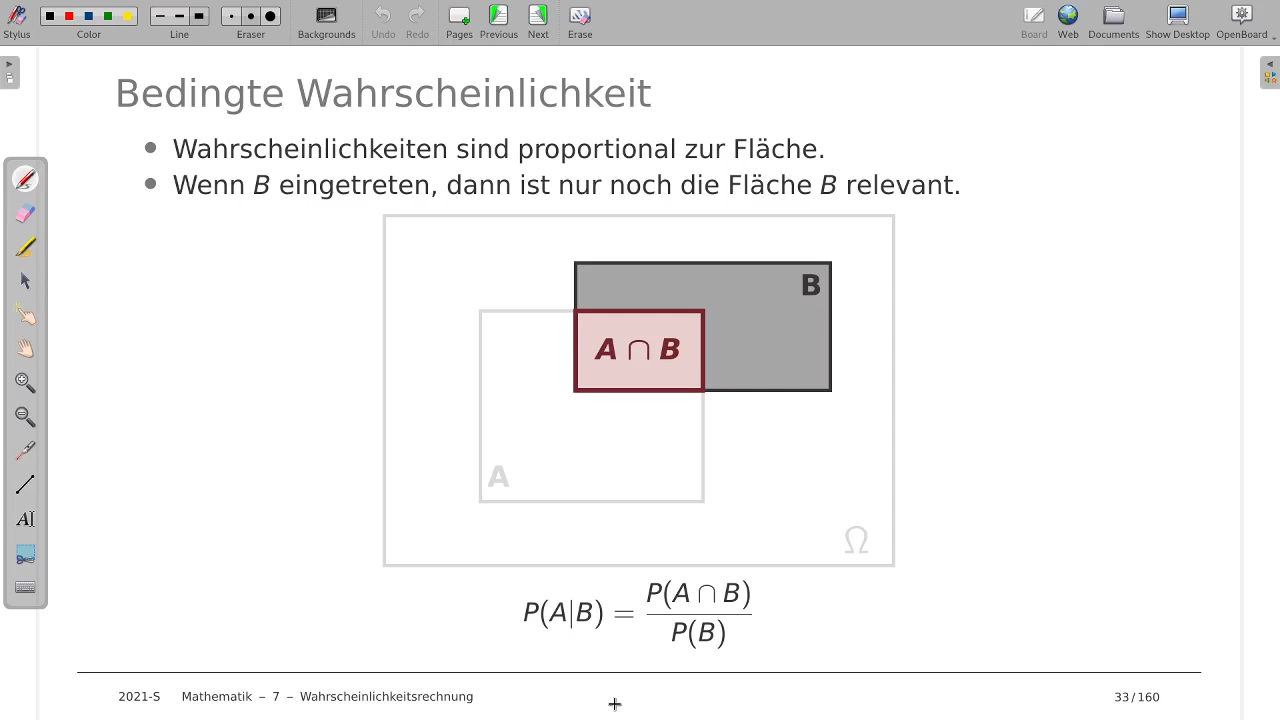 Stylus Color Line Eraser Backgrounds Undo Redo Pages Previous Next Erase Board Web Documents Show Desktop OpenBoard
Bedingte Wahrscheinlichkeit
Wahrscheinlichkeiten sind proportional zur Fläche.
Wenn B eingetreten, dann ist nur noch die Fläche B relevant.
B
A ∩ B
A
Ω
P(A|B) = P(A ∩ B) / P(B)
2021-S Mathematik – 7 – Wahrscheinlichkeitsrechnung 33/160